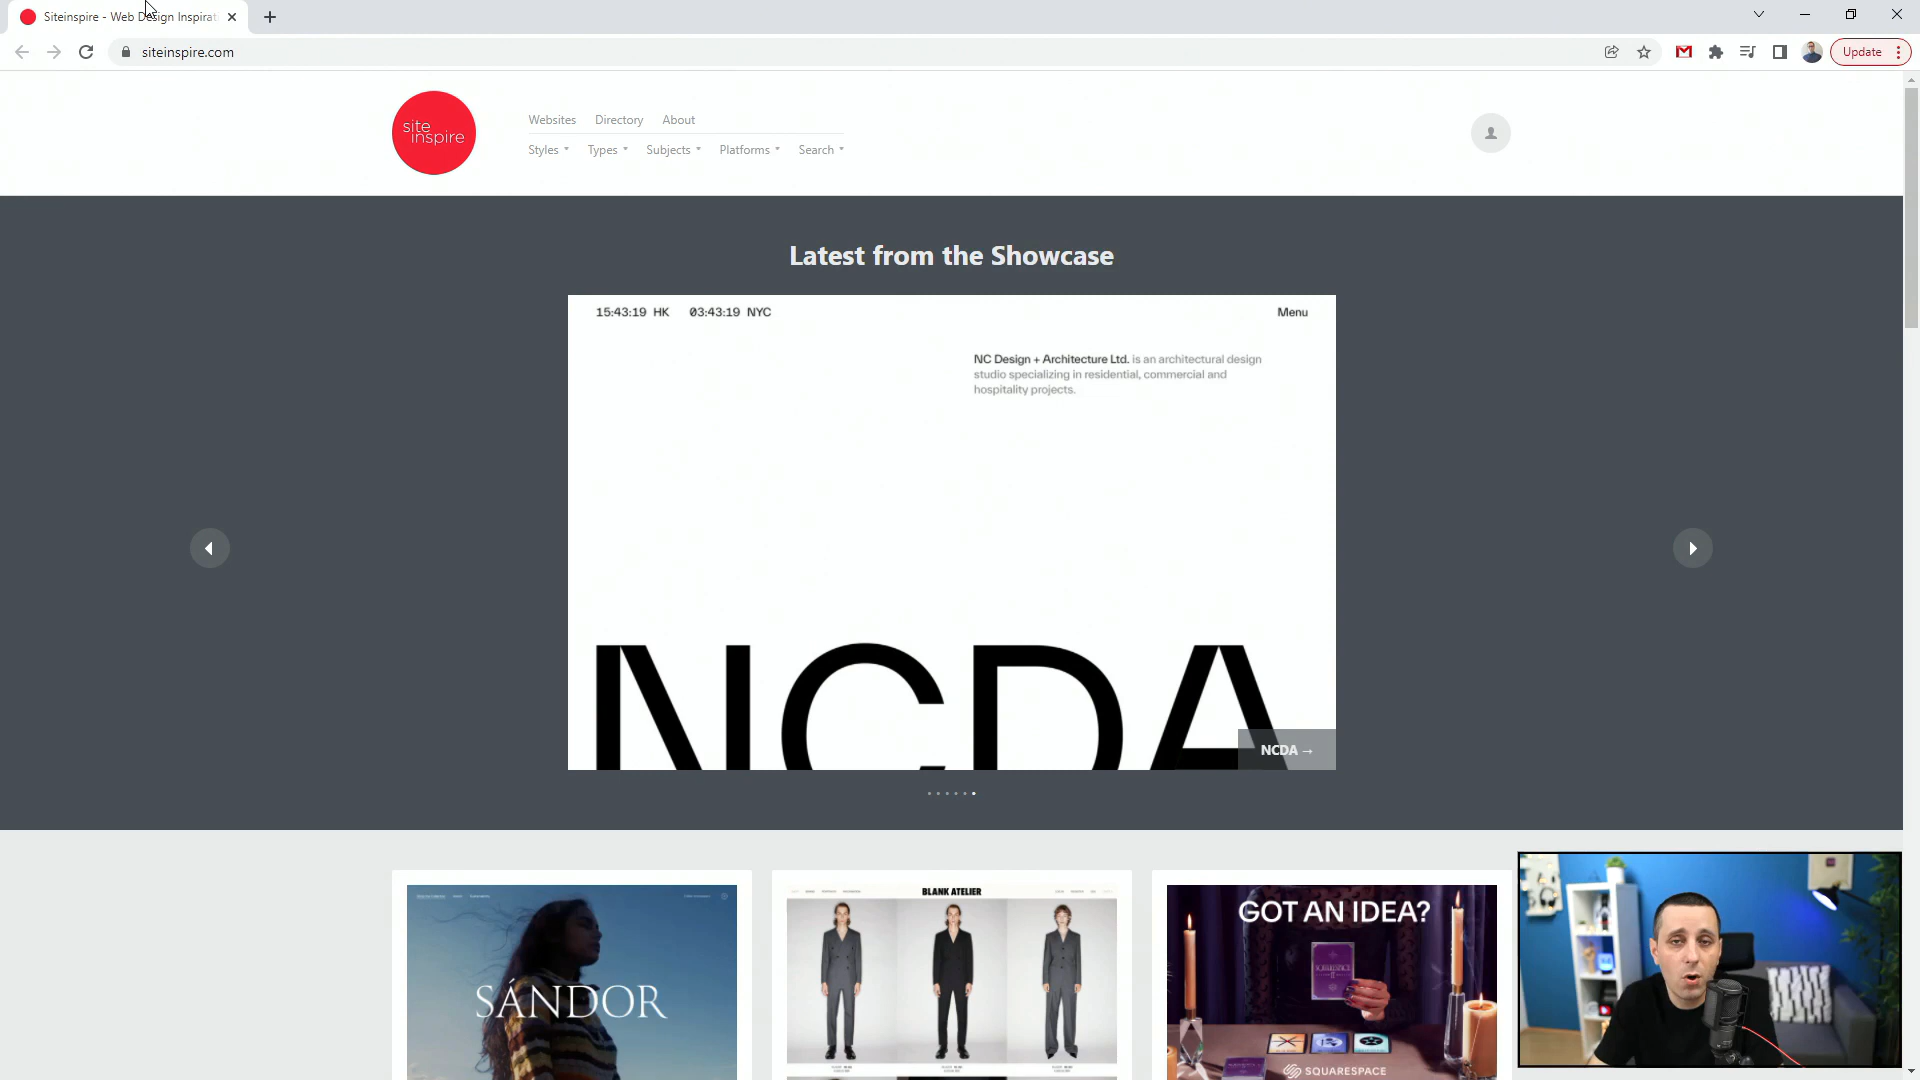 Siteinspire - Web Design Inspirati
siteinspire.com
Update
site
inspire
Websites Directory About
Styles Types Subjects Platforms Search
Latest from the Showcase
15:43:19 HK 03:43:19 NYC Menu
NC Design + Architecture Ltd. is an architectural design
studio specializing in residential, commercial and
hospitality projects.
NCDA
NCDA →
SÁNDOR
BLANK ATELIER
GOT AN IDEA?
SQUARESPACE